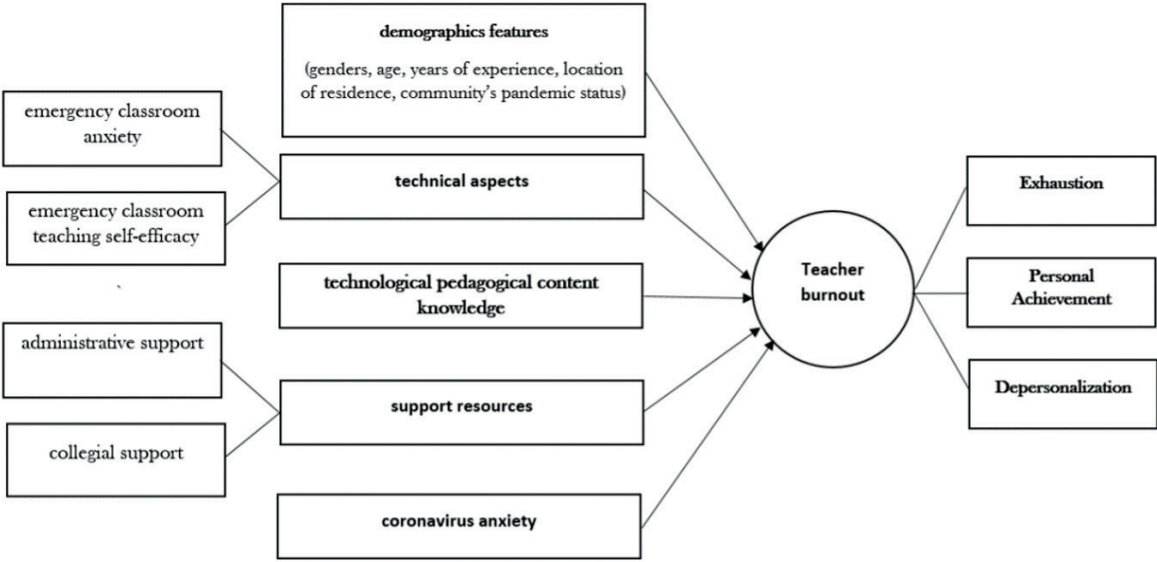 demographics features
(genders, age, years of experience, location
of residence, community's pandemic status)
emergency classroom
anxiety
technical aspects
emergency classroom
teaching self-efficacy
technological pedagogical content
knowledge
administrative support
support resources
collegial support
coronavirus anxiety
Teacher
burnout
Exhaustion
Personal
Achievement
Depersonalization